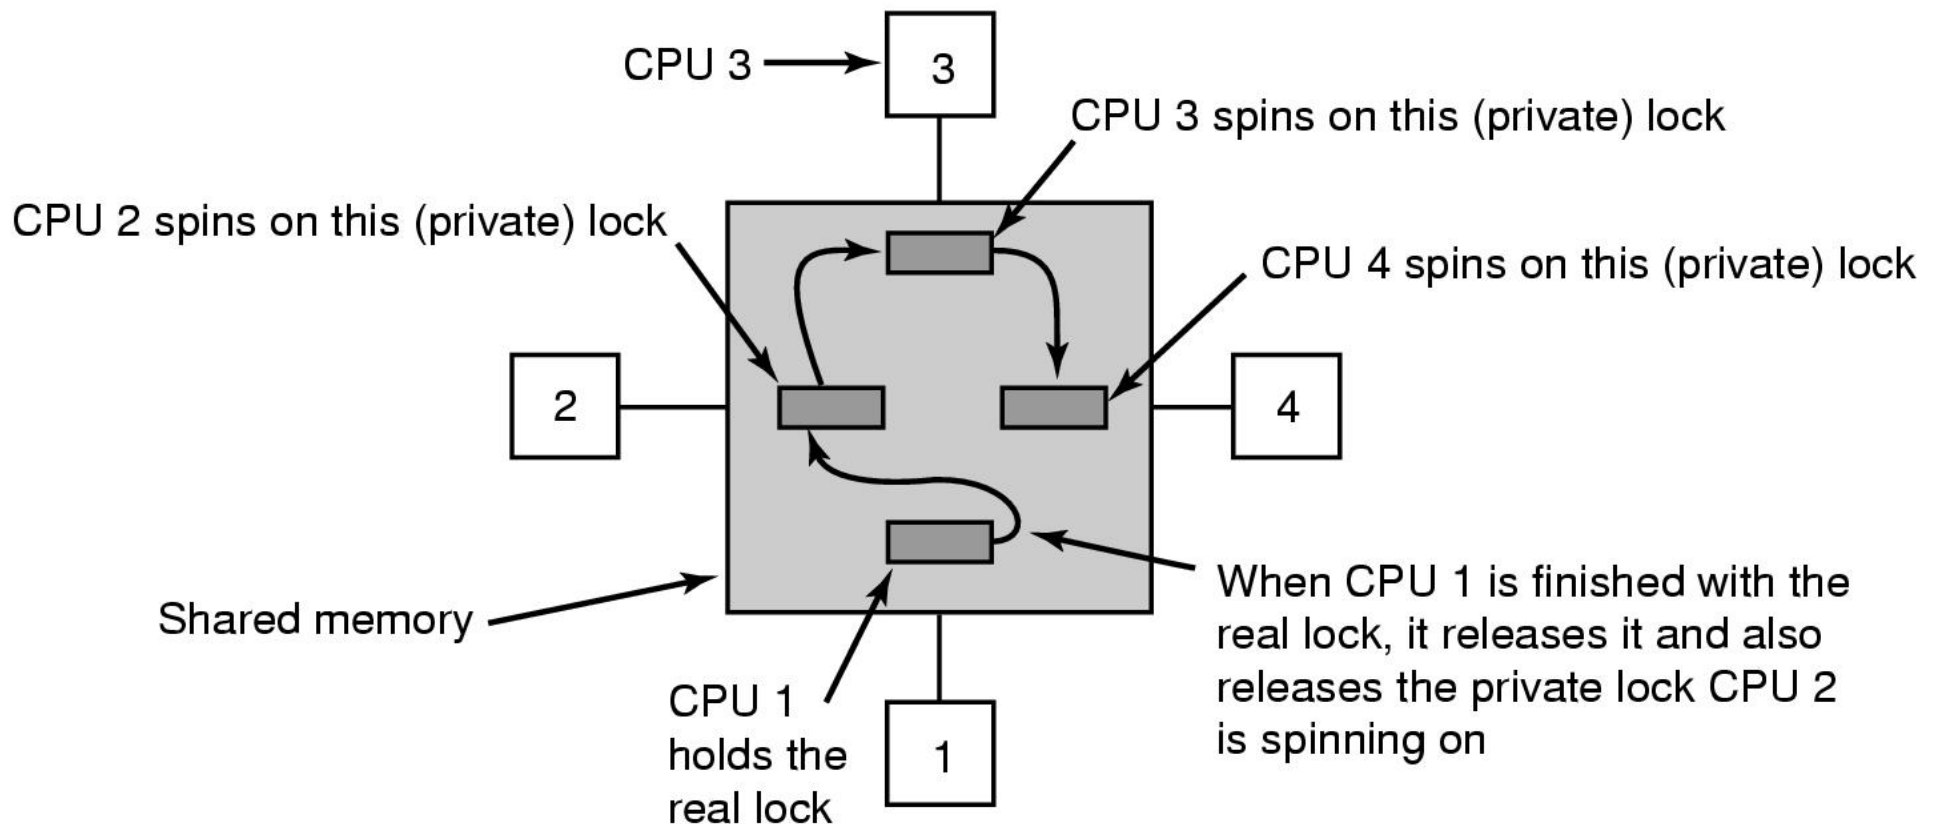 CPU 3
3
CPU 3 spins on this (private) lock
CPU 2 spins on this (private) lock
CPU 4 spins on this (private) lock
2
4
Shared memory
When CPU 1 is finished with the
real lock, it releases it and also
releases the private lock CPU 2
is spinning on
CPU 1
holds the
real lock
1